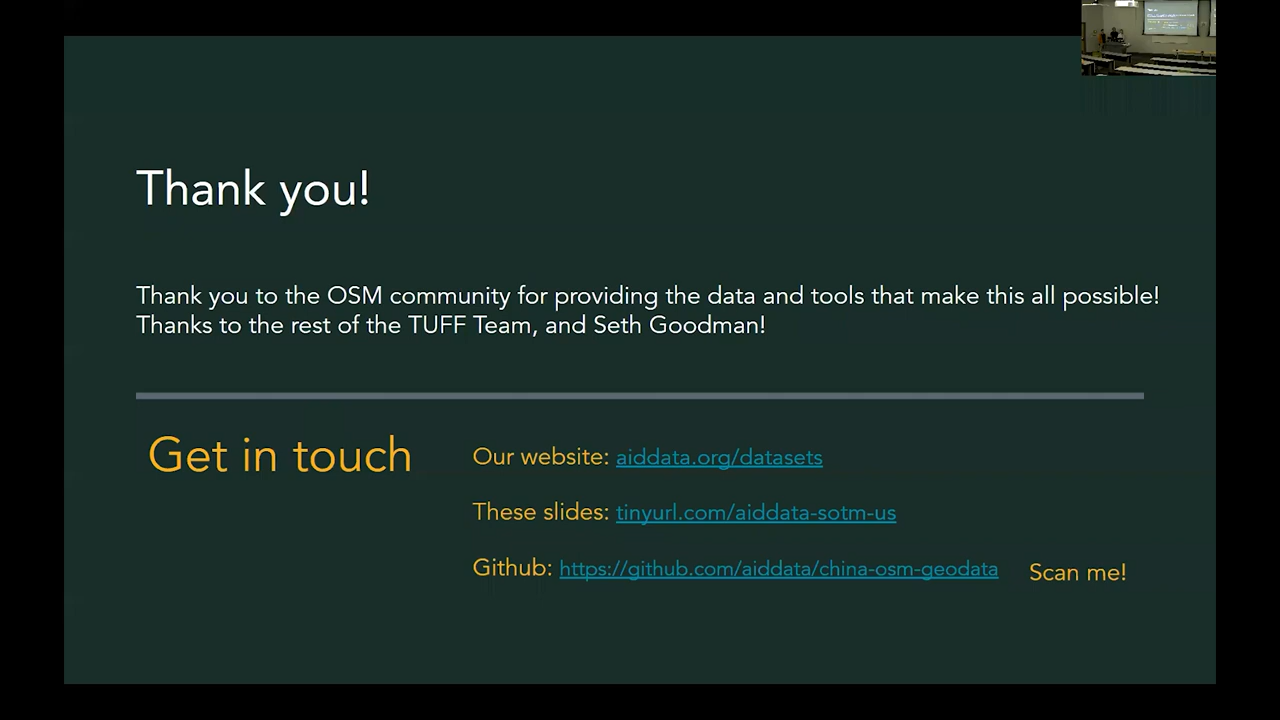 Thank you!
Thank you to the OSM community for providing the data and tools that make this all possible!
Thanks to the rest of the TUFF Team, and Seth Goodman!
Get in touch
Our website: aiddata.org/datasets
These slides: tinyurl.com/aiddata-sotm-us
Github: https://github.com/aiddata/china-osm-geodata
Scan me!